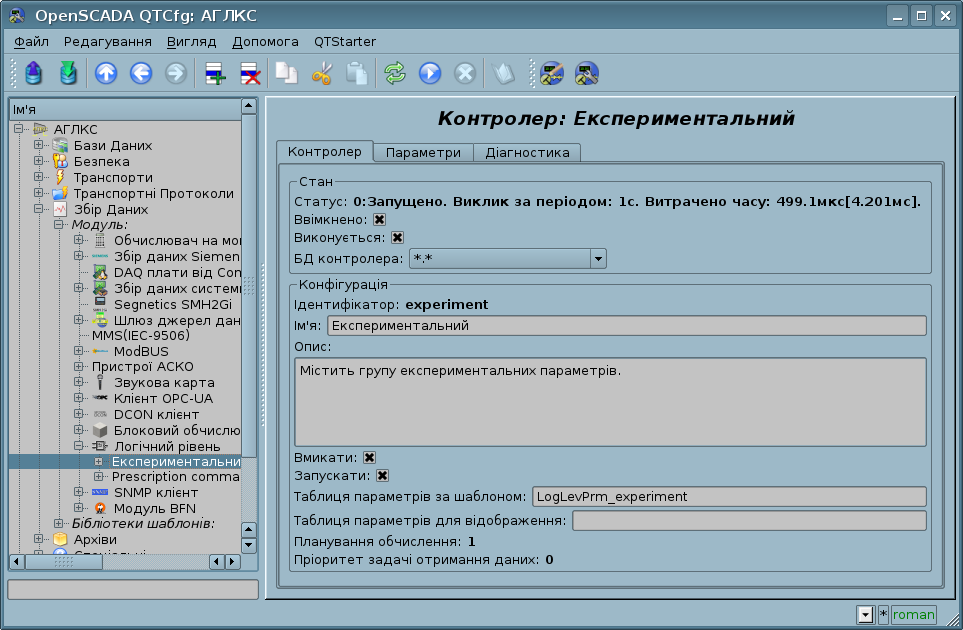 OpenSCADA QTCfg: АГЛКС
Файл Редагування Вигляд Допомога QTStarter
Ім'я
АГЛКС
Бази Даних
Безпека
Транспорти
Транспортні Протоколи
Збір Даних
Модуль:
Обчислювач на мо
Збір даних Siemen
DAQ плати від Con
Збір даних систем
Segnetics SMH2Gi
Шлюз джерел дан
MMS(IEC-9506)
ModBUS
Пристрої АСКО
Звукова карта
Клієнт OPC-UA
DCON клієнт
Блоковий обчислю
Логічний рівень
Експериментальни
Prescription comma
SNMP клієнт
Модуль BFN
Бібліотеки шаблонів:
Архіви
Контролер: Експериментальний
Контролер Параметри Діагностика
Стан
Статус: 0:Запущено. Виклик за періодом: 1с. Витрачено часу: 499.1мкс[4.201мс].
Ввімкнено:
Виконується:
БД контролера: *.*
Конфігурація
Ідентифікатор: experiment
Ім'я: Експериментальний
Опис:
Містить групу експериментальних параметрів.
Вмикати:
Запускати:
Таблиця параметрів за шаблоном: LogLevPrm_experiment
Таблиця параметрів для відображення:
Планування обчислення: 1
Пріоритет задачі отримання даних: 0
* roman